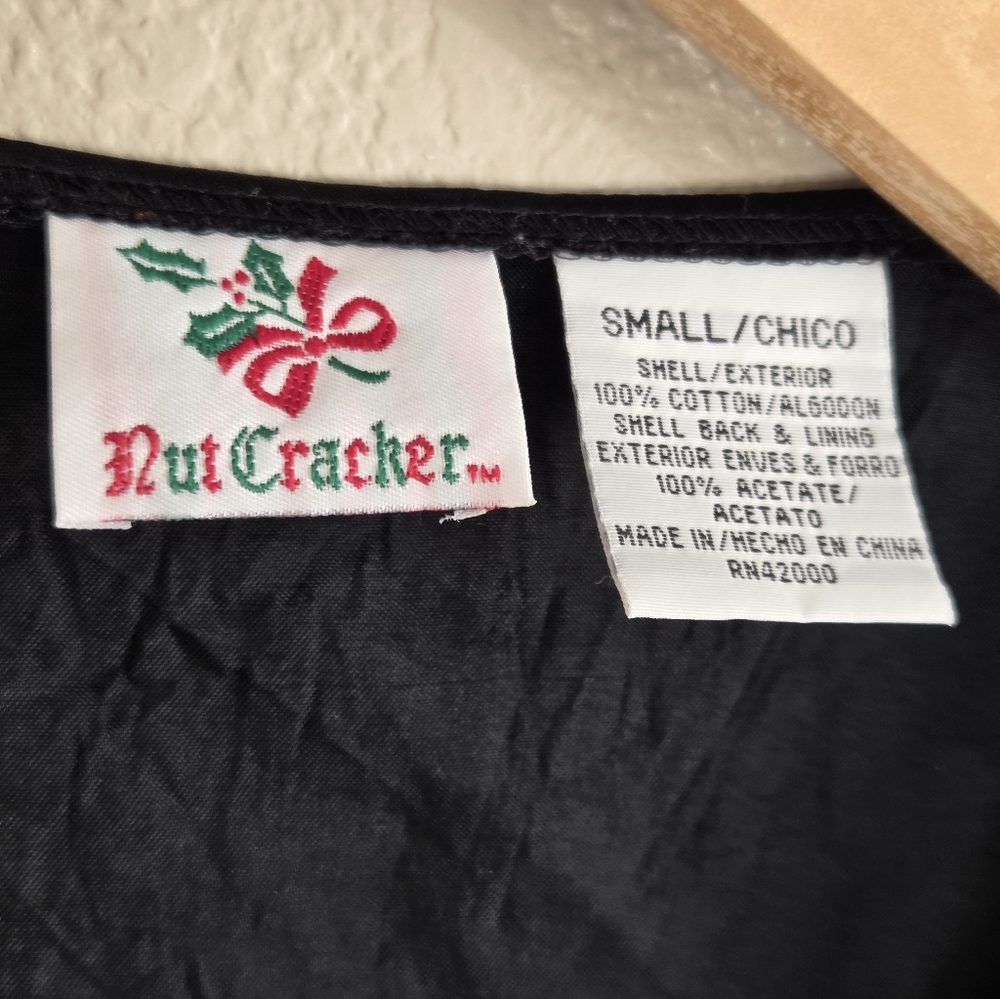 NutCracker™
SMALL/CHICO
SHELL/EXTERIOR
100% COTTON/ALGODON
SHELL BACK & LINING
EXTERIOR ENVES & FORRO
100% ACETATE/
ACETATO
MADE IN/HECHO EN CHINA
RN42000